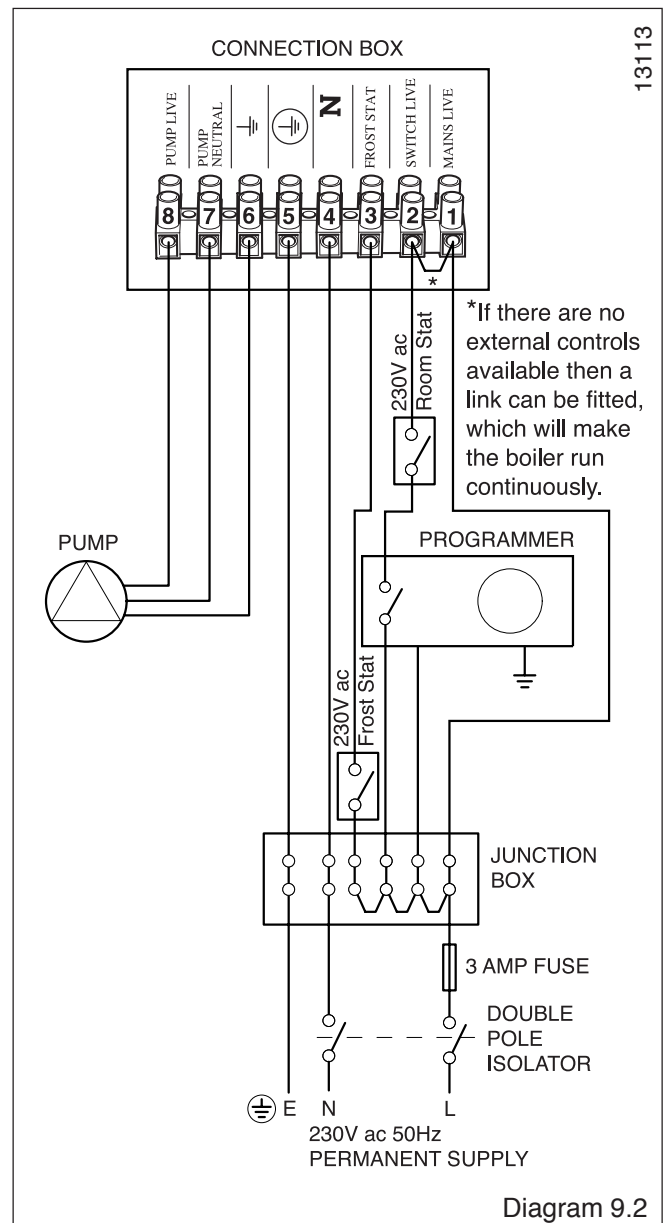 13113
CONNECTION BOX
PUMP LIVE
PUMP
NEUTRAL
N
FROST STAT
SWITCH LIVE
MAINS LIVE
8 7 6 5 4 3 2 1
*
*If there are no
external controls
available then a
link can be fitted,
which will make
the boiler run
continuously.
230V ac
Room Stat
PUMP
PROGRAMMER
230V ac
Frost Stat
JUNCTION
BOX
3 AMP FUSE
DOUBLE
POLE
ISOLATOR
E N L
230V ac 50Hz
PERMANENT SUPPLY
Diagram 9.2